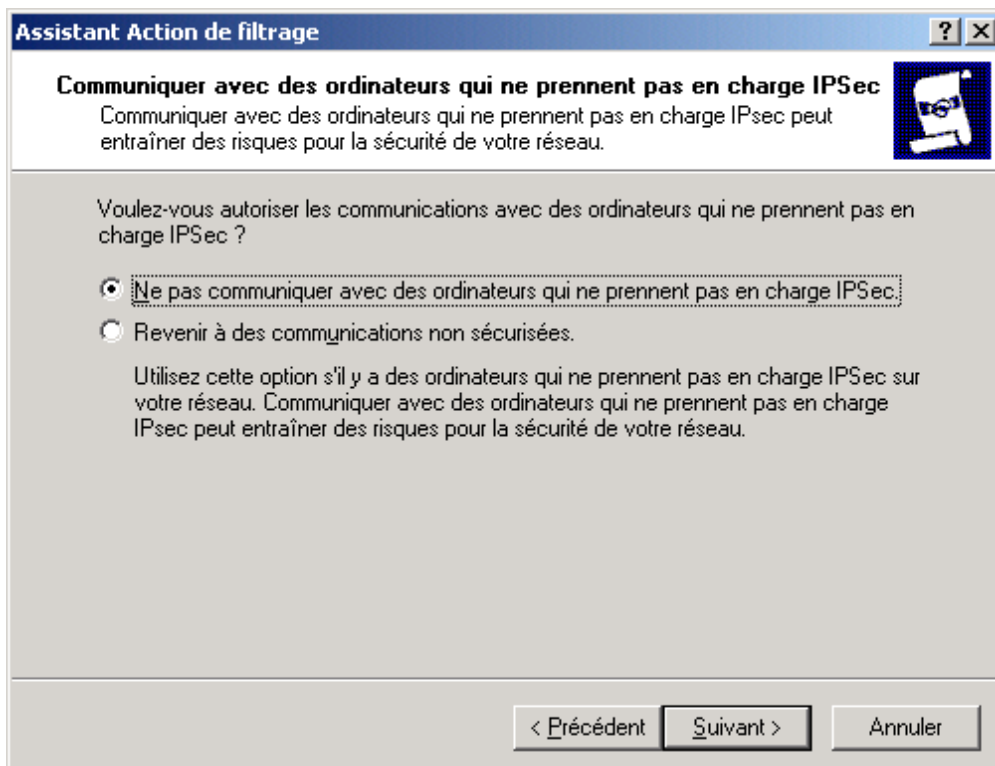 Assistant Action de filtrage
Communiquer avec des ordinateurs qui ne prennent pas en charge IPSec
Communiquer avec des ordinateurs qui ne prennent pas en charge IPsec peut
entraîner des risques pour la sécurité de votre réseau.
Voulez-vous autoriser les communications avec des ordinateurs qui ne prennent pas en
charge IPSec ?
Ne pas communiquer avec des ordinateurs qui ne prennent pas en charge IPSec.
Revenir à des communications non sécurisées.
Utilisez cette option s'il y a des ordinateurs qui ne prennent pas en charge IPSec sur
votre réseau. Communiquer avec des ordinateurs qui ne prennent pas en charge
IPsec peut entraîner des risques pour la sécurité de votre réseau.
< Précédent Suivant > Annuler